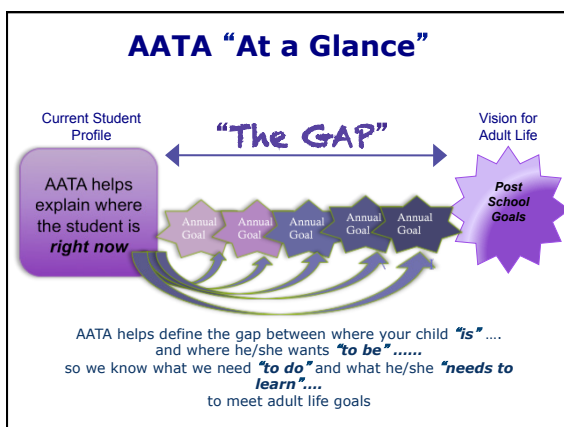 AATA “At a Glance”
Current Student
Profile
“The GAP”
Vision for
Adult Life
AATA helps
explain where
the student is
right now
Annual
Goal
Annual
Goal
Annual
Goal
Annual
Goal
Annual
Goal
Post
School
Goals
AATA helps define the gap between where your child “is” ....
and where he/she wants “to be” ......
so we know what we need “to do” and what he/she “needs to
learn”....
to meet adult life goals